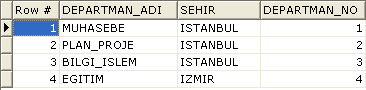 Row # DEPARTMAN_ADI SEHIR DEPARTMAN_NO
1 MUHASEBE ISTANBUL 1
2 PLAN_PROJE ISTANBUL 2
3 BILGI_ISLEM ISTANBUL 3
4 EGITIM IZMIR 4